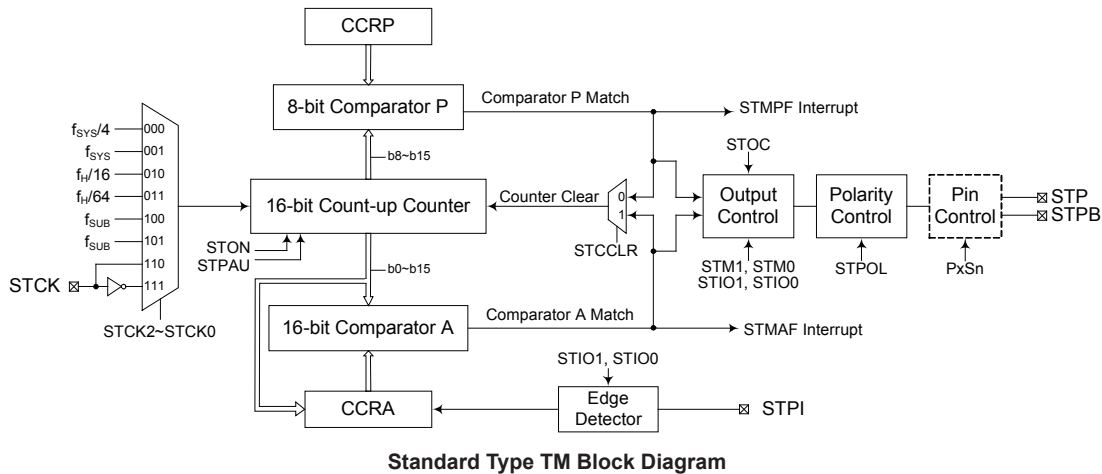 CCRP
8-bit Comparator P
Comparator P Match
STMPF Interrupt
fSYS/4
000
fSYS
001
fH/16
010
fH/64
011
fSUB
100
fSUB
101
110
111
STCK
STCK2~STCK0
b8~b15
16-bit Count-up Counter
Counter Clear
0
1
STCCLR
STON
STPAU
b0~b15
STOC
Output
Control
STM1, STM0
STIO1, STIO0
Polarity
Control
STPOL
Pin
Control
PxSn
STP
STPB
16-bit Comparator A
Comparator A Match
STMAF Interrupt
STIO1, STIO0
CCRA
Edge
Detector
STPI
Standard Type TM Block Diagram